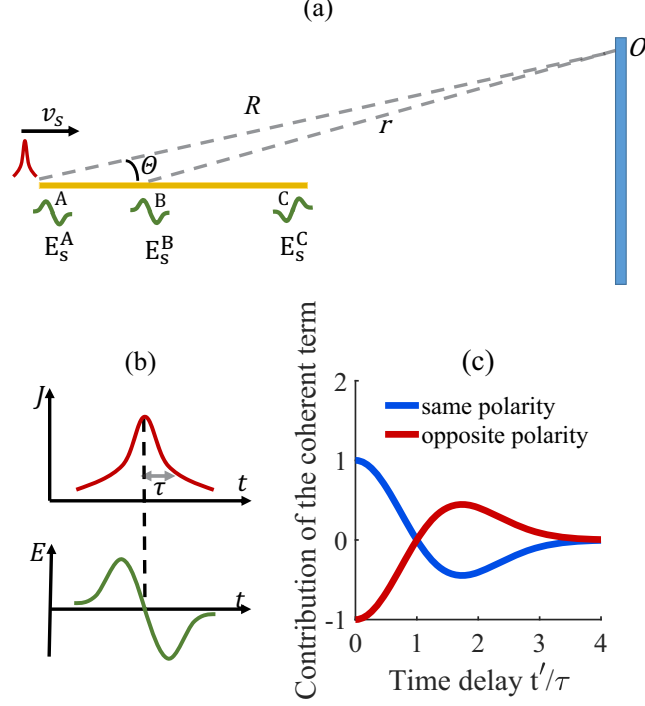 (a)
O
R
v_s
r
Θ
A
B
C
E_s^A
E_s^B
E_s^C
(b)
J
τ
t
E
t
(c)
Contribution of the coherent term
2
1
0
-1
same polarity
opposite polarity
0 1 2 3 4
Time delay t′/τ